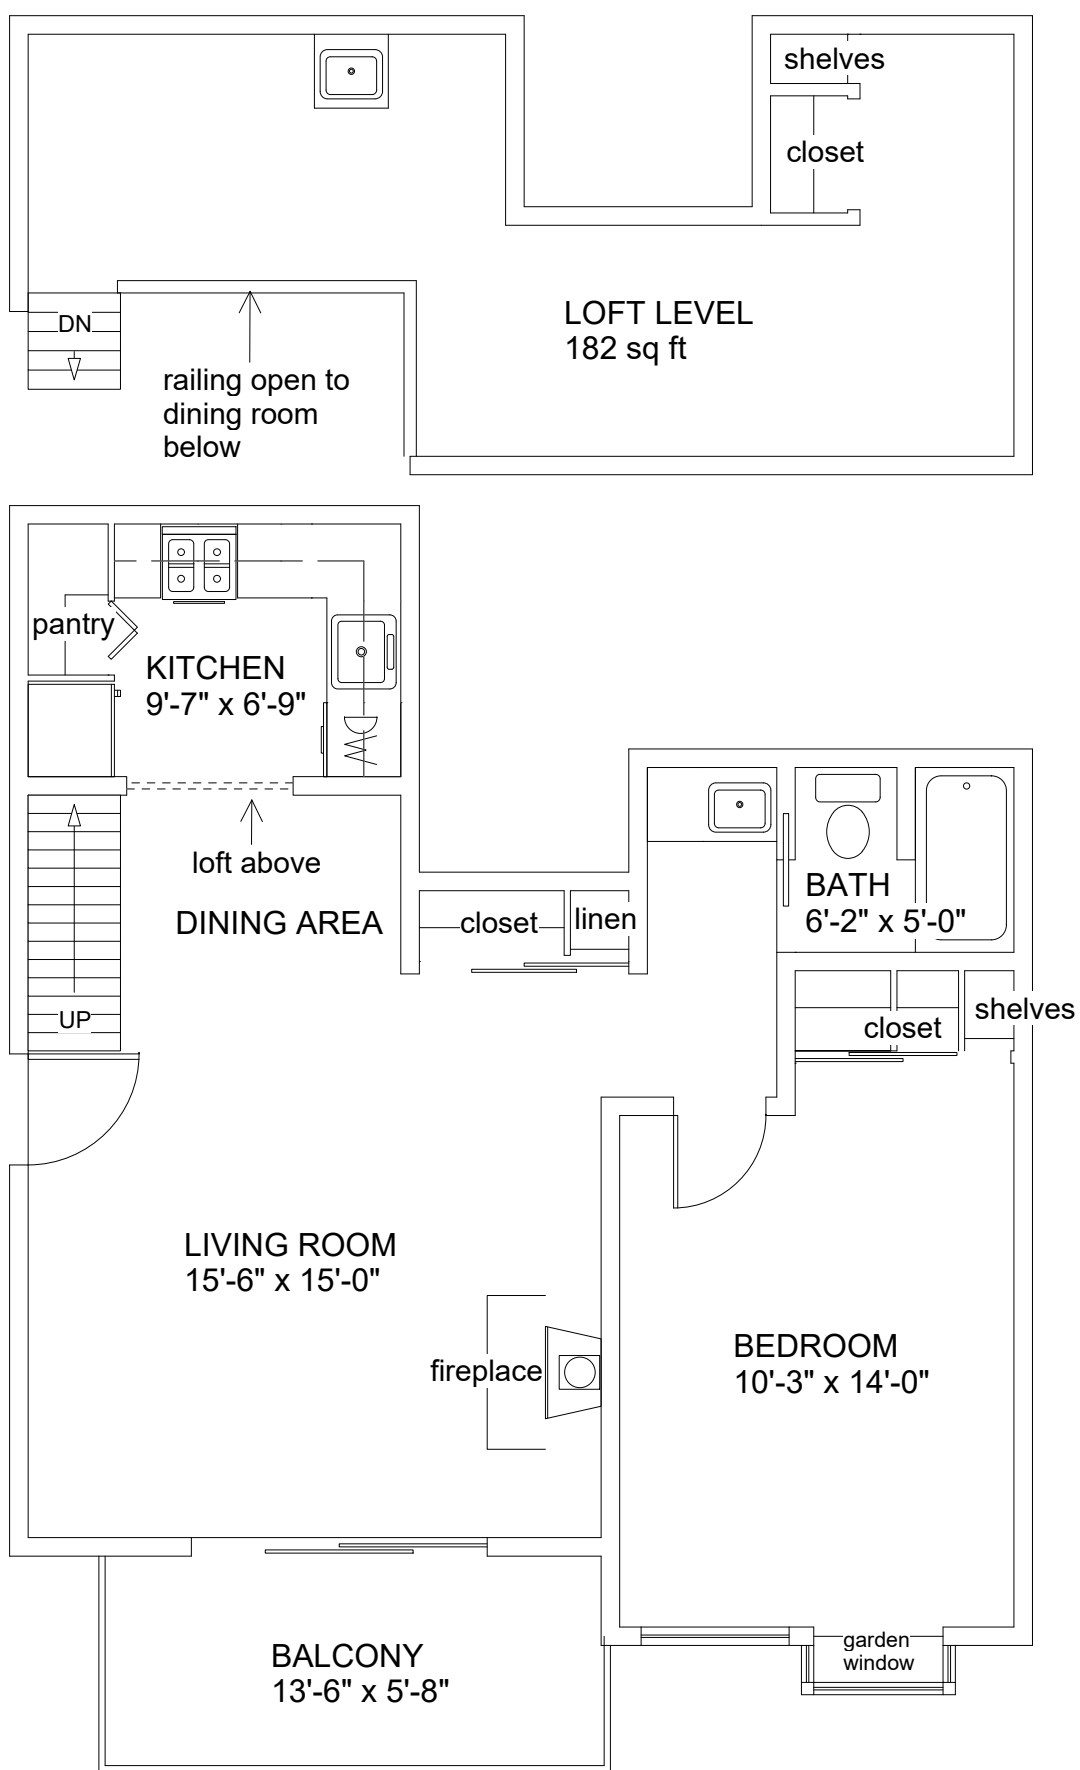 shelves
closet
LOFT LEVEL
182 sq ft
DN
railing open to
dining room
below
pantry
KITCHEN
9'-7" x 6'-9"
loft above
DINING AREA
closet
linen
BATH
6'-2" x 5'-0"
UP
closet
shelves
LIVING ROOM
15'-6" x 15'-0"
fireplace
BEDROOM
10'-3" x 14'-0"
BALCONY
13'-6" x 5'-8"
garden
window